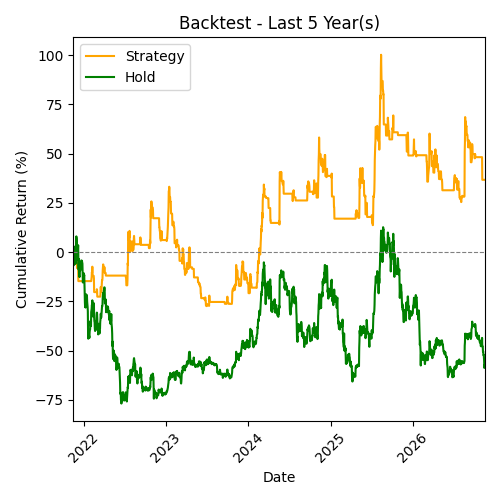 Backtest - Last 5 Year(s)
Strategy
Hold
Cumulative Return (%)
100
75
50
25
0
−25
−50
−75
2022
2023
2024
2025
2026
Date